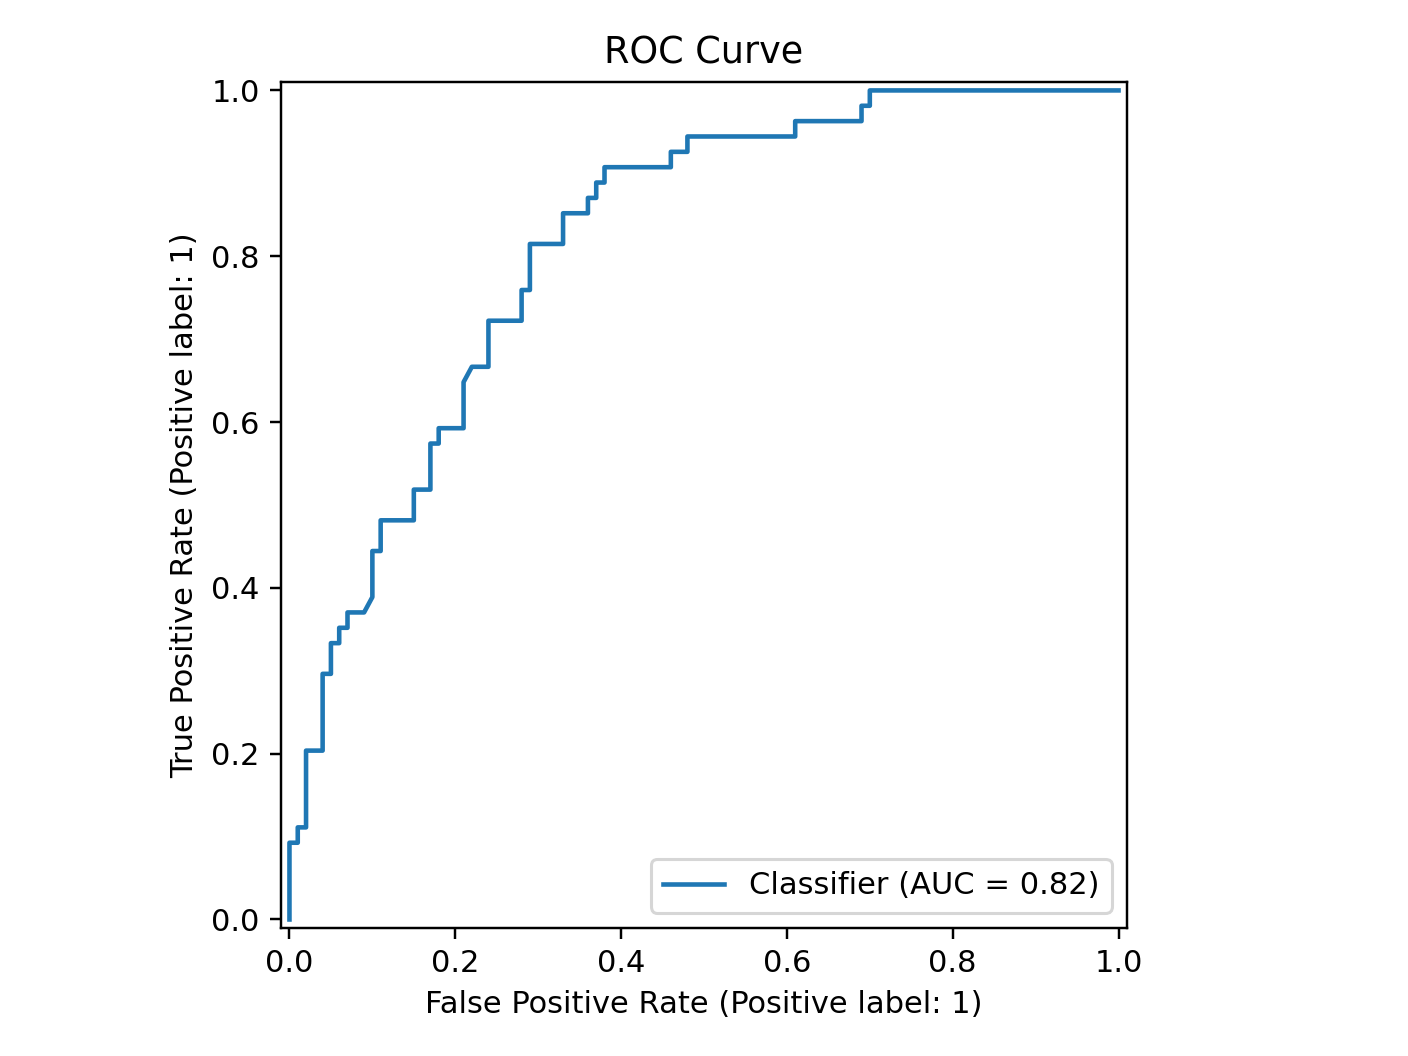 ROC Curve
1.0
0.8
0.6
0.4
0.2
0.0
True Positive Rate (Positive label: 1)
Classifier (AUC = 0.82)
0.0 0.2 0.4 0.6 0.8 1.0
False Positive Rate (Positive label: 1)